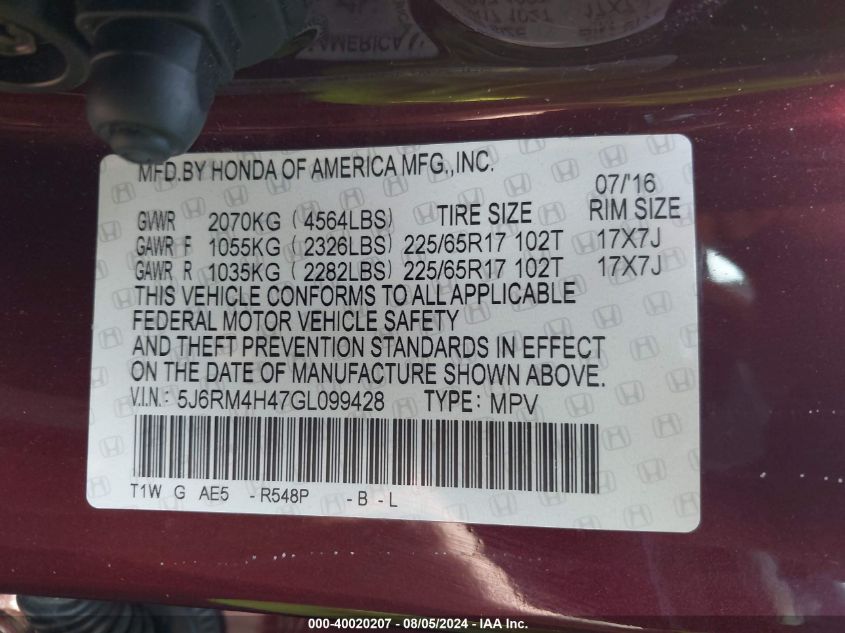 MFD.BY HONDA OF AMERICA MFG.,INC.
07/'16
GVWR 2070KG (4564LBS) TIRE SIZE RIM SIZE
GAWR F 1055KG (2326LBS) 225/65R17 102T 17X7J
GAWR R 1035KG (2282LBS) 225/65R17 102T 17X7J
THIS VEHICLE CONFORMS TO ALL APPLICABLE
FEDERAL MOTOR VEHICLE SAFETY
AND THEFT PREVENTION STANDARDS IN EFFECT
ON THE DATE OF MANUFACTURE SHOWN ABOVE.
V.I.N.: 5J6RM4H47GL099428 TYPE: MPV
T1W G AE5 -R548P -B -L
000-40020207 - 08/05/2024 - IAA Inc.